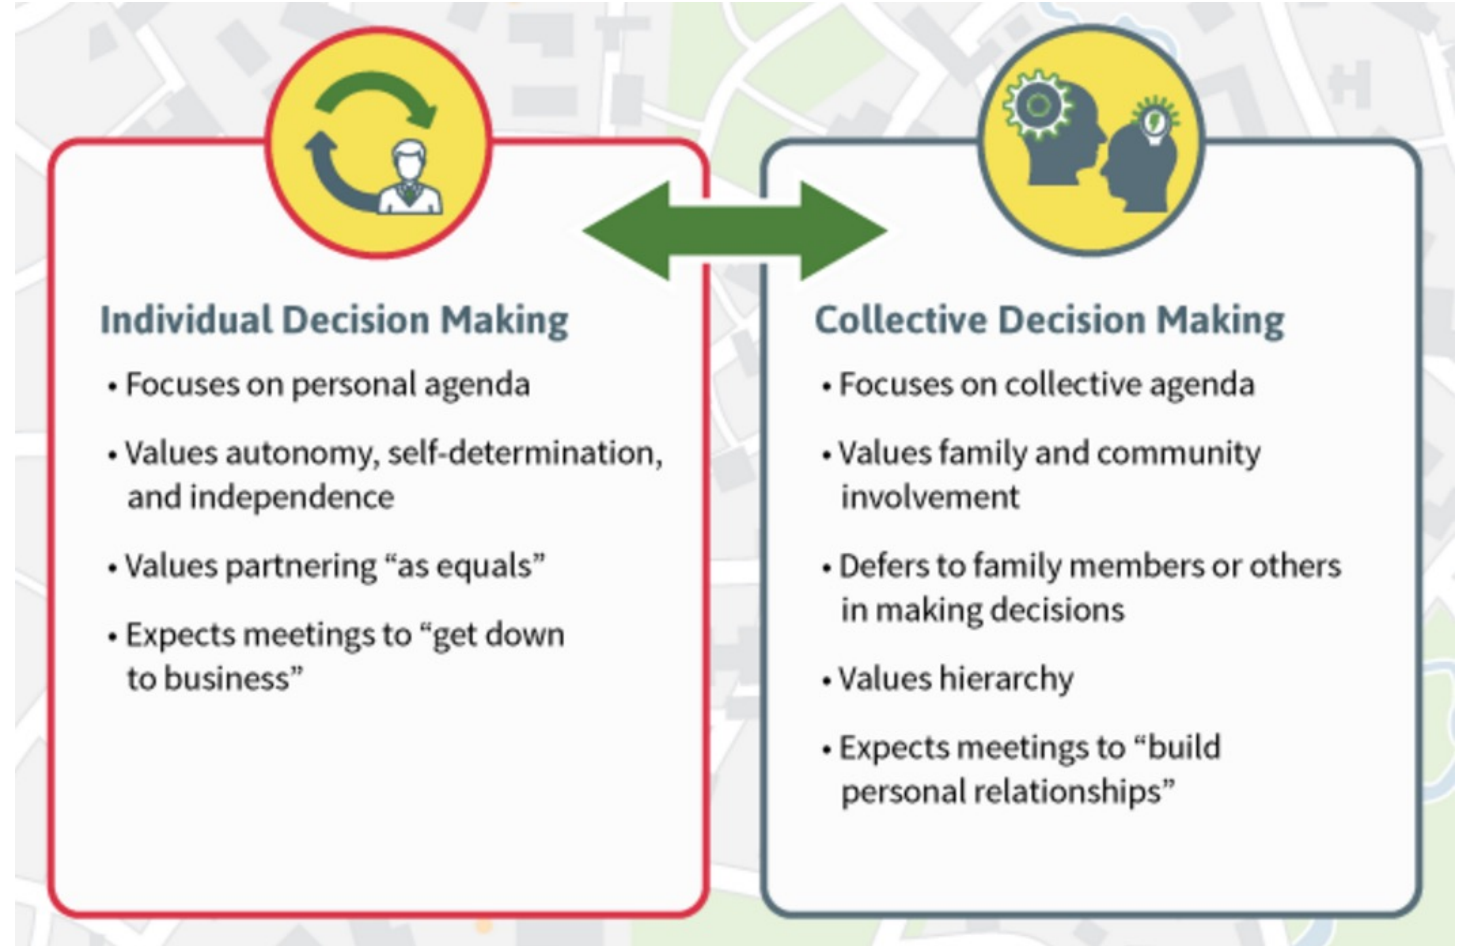 Individual Decision Making
• Focuses on personal agenda
• Values autonomy, self-determination,
and independence
• Values partnering “as equals”
• Expects meetings to “get down
to business”
Collective Decision Making
• Focuses on collective agenda
• Values family and community
involvement
• Defers to family members or others
in making decisions
• Values hierarchy
• Expects meetings to “build
personal relationships”